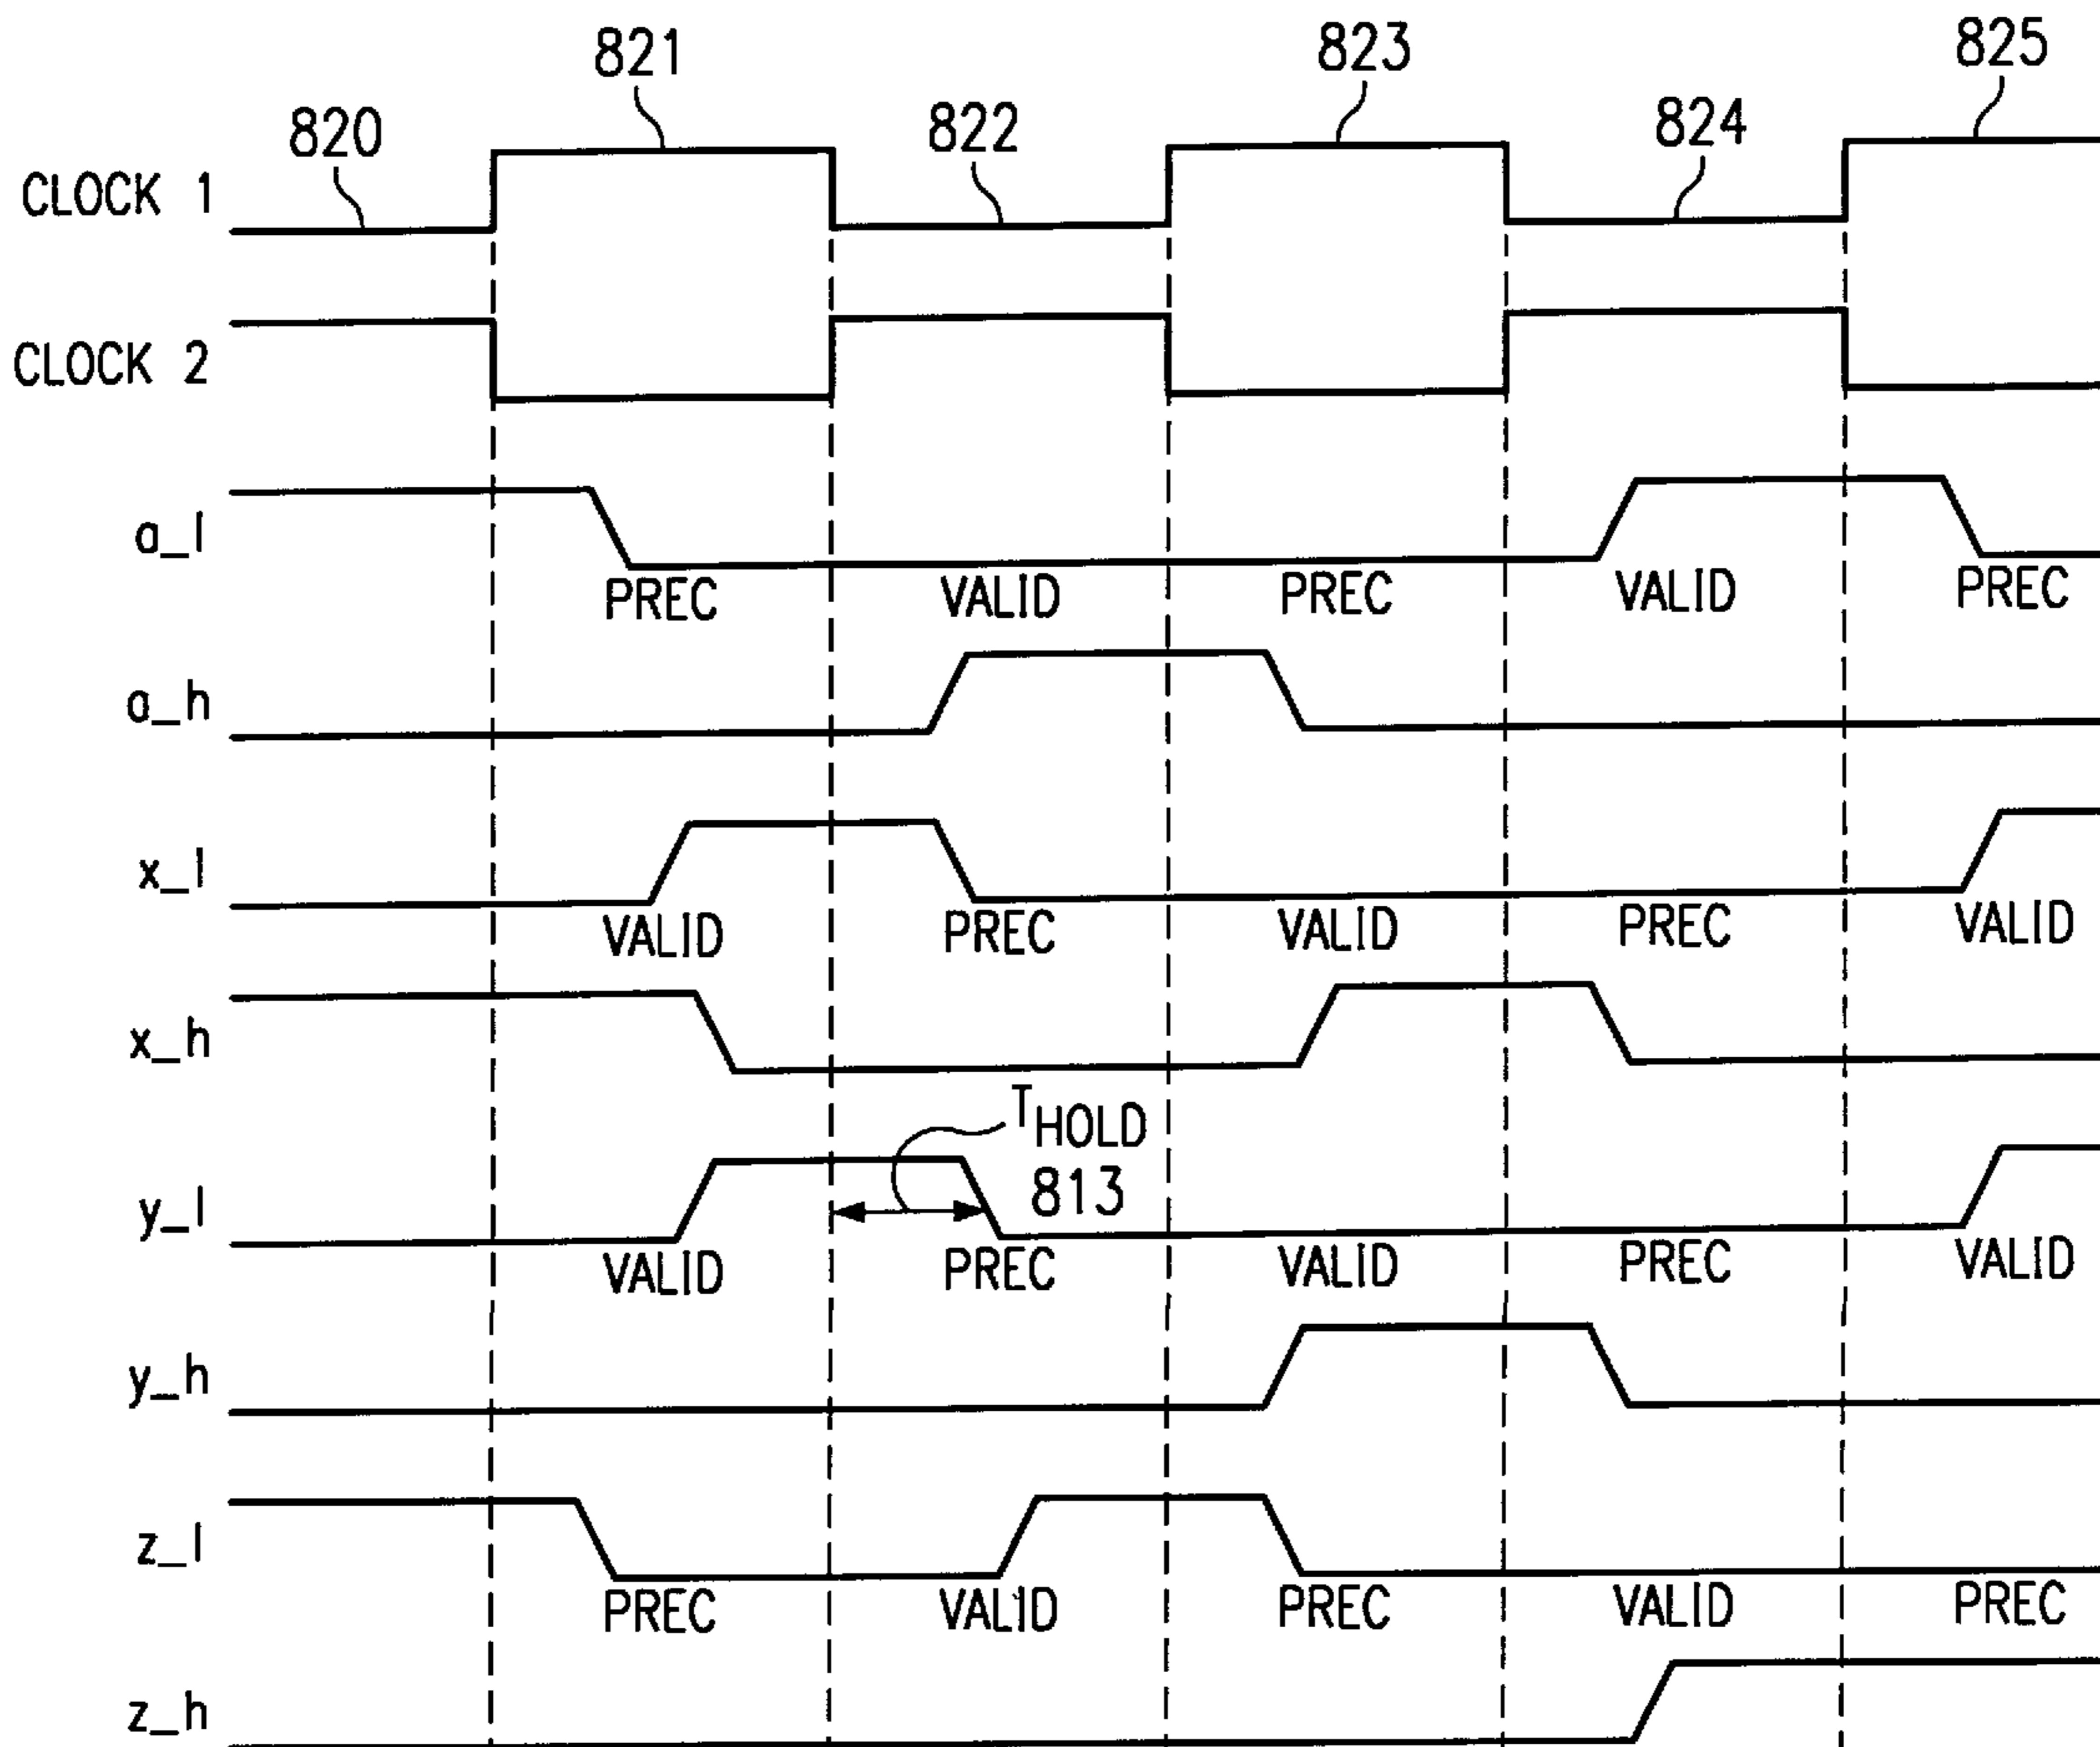 820
821
822
823
824
825
CLOCK 1
CLOCK 2
a_l
PREC VALID PREC VALID PREC
a_h
x_l
VALID PREC VALID PREC VALID
x_h
THOLD
813
y_l
VALID PREC VALID PREC VALID
y_h
z_l
PREC VALID PREC VALID PREC
z_h